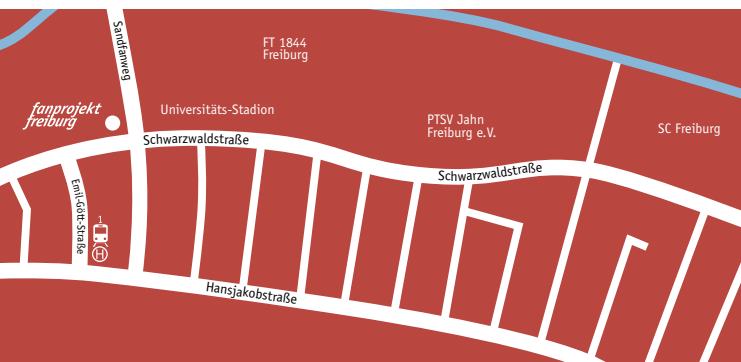 Sandfanweg
FT 1844
Freiburg
fanprojekt
freiburg
Universitäts-Stadion
PTSV Jahn
Freiburg e.V.
SC Freiburg
Schwarzwaldstraße
Schwarzwaldstraße
Emil-Gött-Straße
1
H
Hansjakobstraße